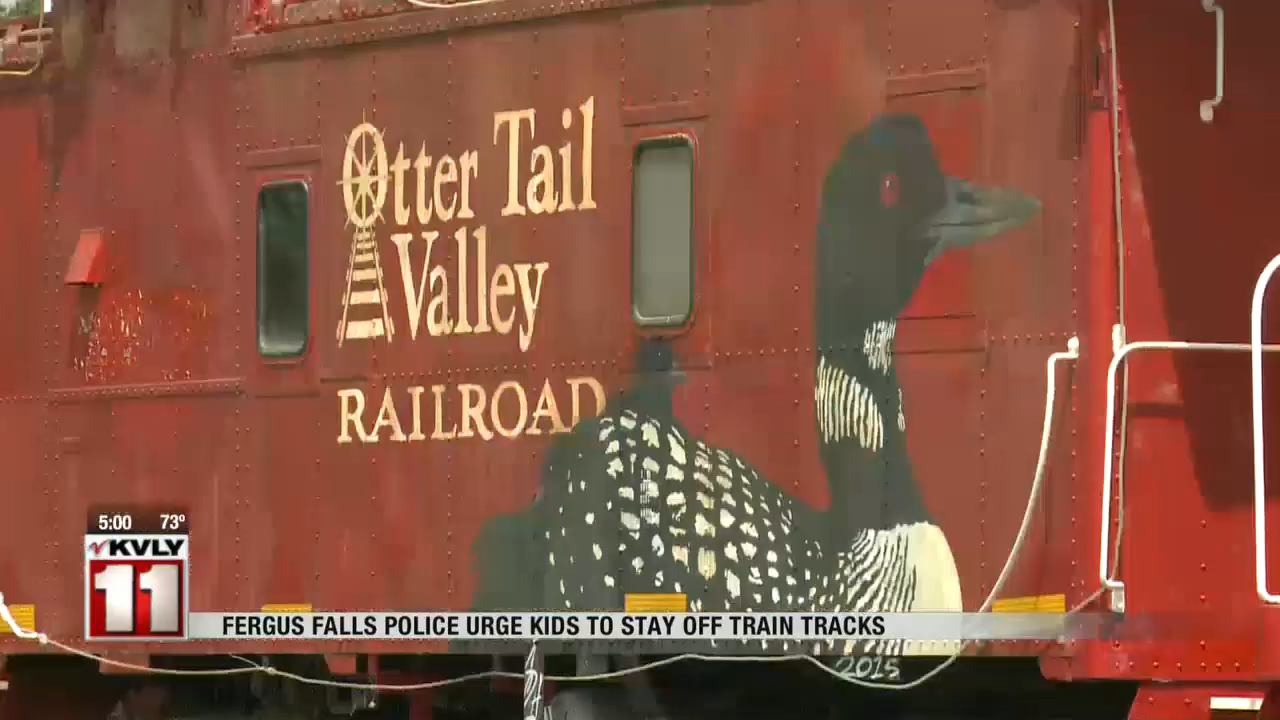 Otter Tail
Valley
RAILROAD
2015
5:00 73°
KVLY
11
FERGUS FALLS POLICE URGE KIDS TO STAY OFF TRAIN TRACKS